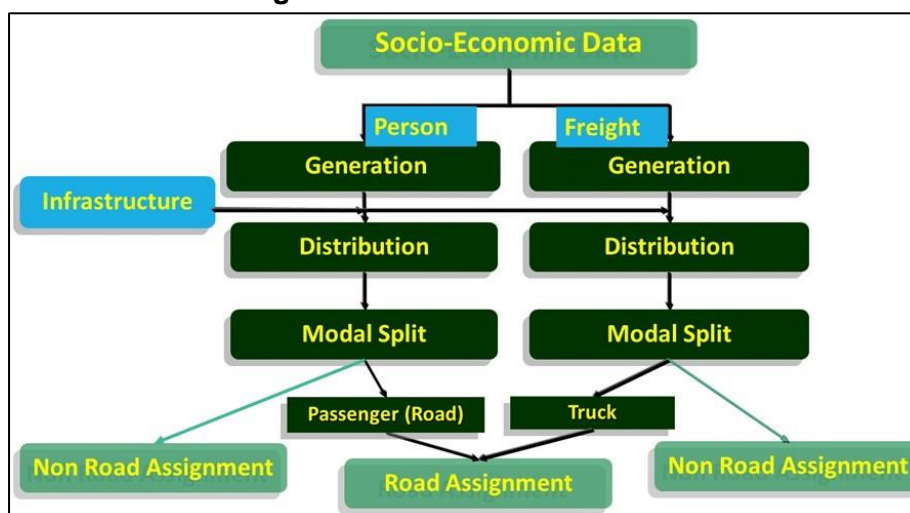 Socio-Economic Data
Person
Freight
Generation
Generation
Infrastructure
Distribution
Distribution
Modal Split
Modal Split
Passenger (Road)
Truck
Non Road Assignment
Road Assignment
Non Road Assignment